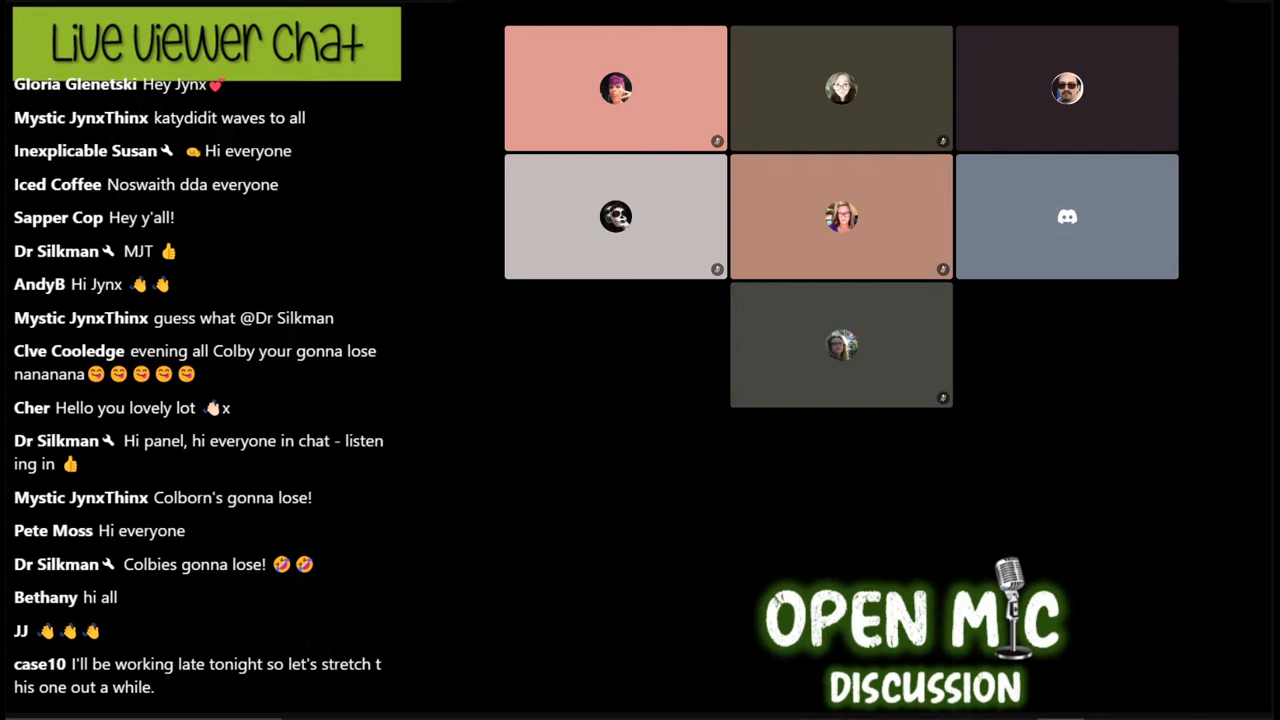 Live viewer chat
Gloria Glenetski Hey Jynx💕
Mystic JynxThinx katydidit waves to all
Inexplicable Susan Hi everyone
Iced Coffee Noswaith dda everyone
Sapper Cop Hey y'all!
Dr Silkman MJT 👍
AndyB Hi Jynx 👋 👋
Mystic JynxThinx guess what @Dr Silkman
Clve Cooledge evening all Colby your gonna lose
nananana😋 😋 😋 😋 😋
Cher Hello you lovely lot 👋🏻x
Dr Silkman Hi panel, hi everyone in chat - listen
ing in 👍
Mystic JynxThinx Colborn's gonna lose!
Pete Moss Hi everyone
Dr Silkman Colbies gonna lose! 🤣 🤣
Bethany hi all
JJ 👋 👋 👋
case10 I'll be working late tonight so let's stretch t
his one out a while.
OPEN MIC
DISCUSSION